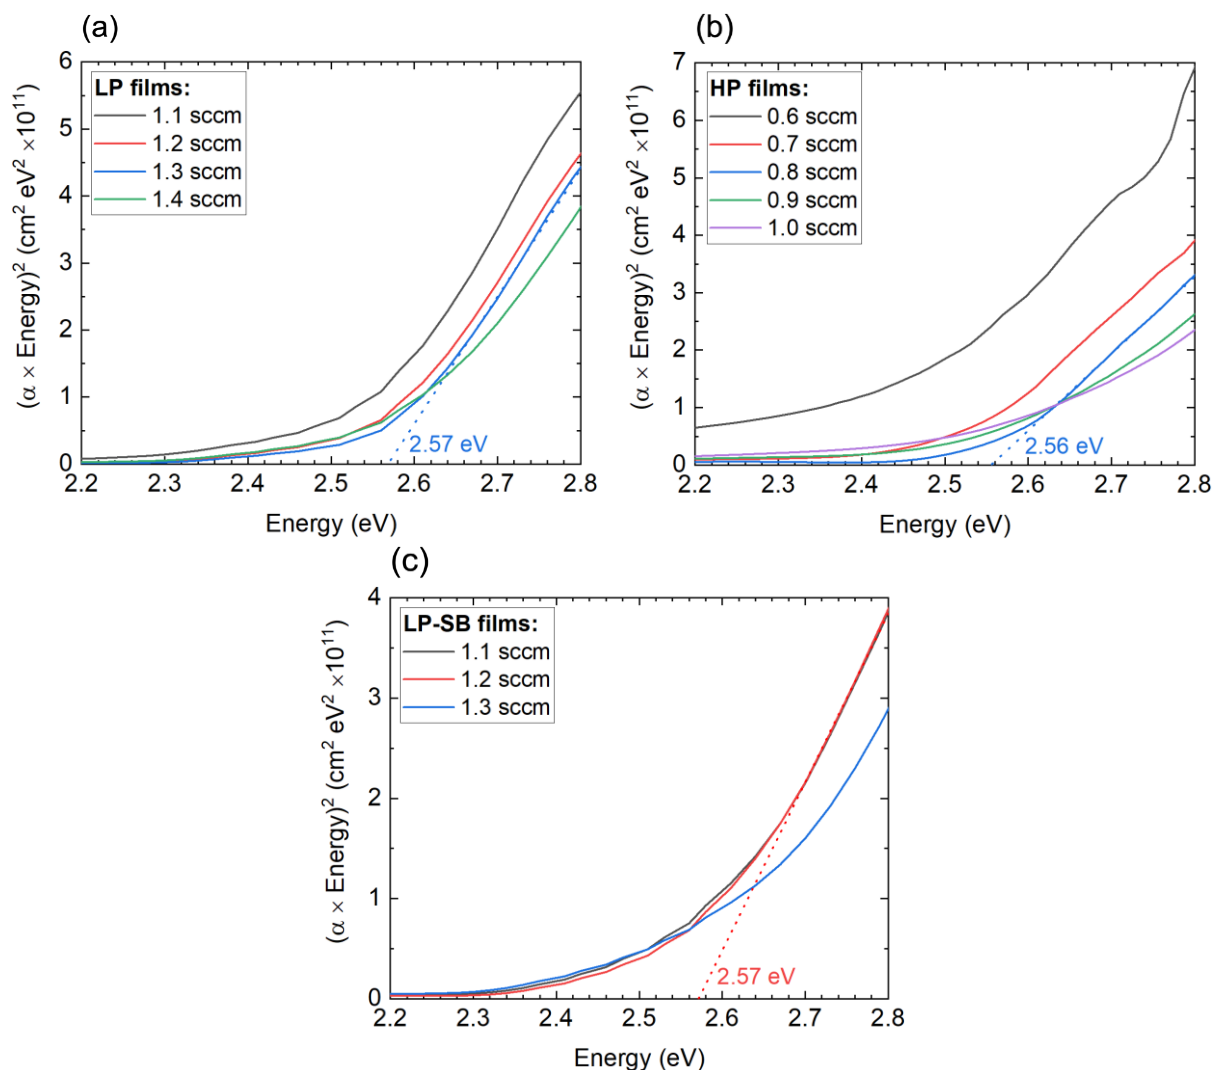 (a)
(α × Energy)² (cm² eV² ×10¹¹)
6
5
4
3
2
1
0
LP films:
1.1 sccm
1.2 sccm
1.3 sccm
1.4 sccm
2.57 eV
2.2 2.3 2.4 2.5 2.6 2.7 2.8
Energy (eV)
(b)
(α × Energy)² (cm² eV² ×10¹¹)
7
6
5
4
3
2
1
0
HP films:
0.6 sccm
0.7 sccm
0.8 sccm
0.9 sccm
1.0 sccm
2.56 eV
2.2 2.3 2.4 2.5 2.6 2.7 2.8
Energy (eV)
(c)
(α × Energy)² (cm² eV² ×10¹¹)
4
3
2
1
0
LP-SB films:
1.1 sccm
1.2 sccm
1.3 sccm
2.57 eV
2.2 2.3 2.4 2.5 2.6 2.7 2.8
Energy (eV)